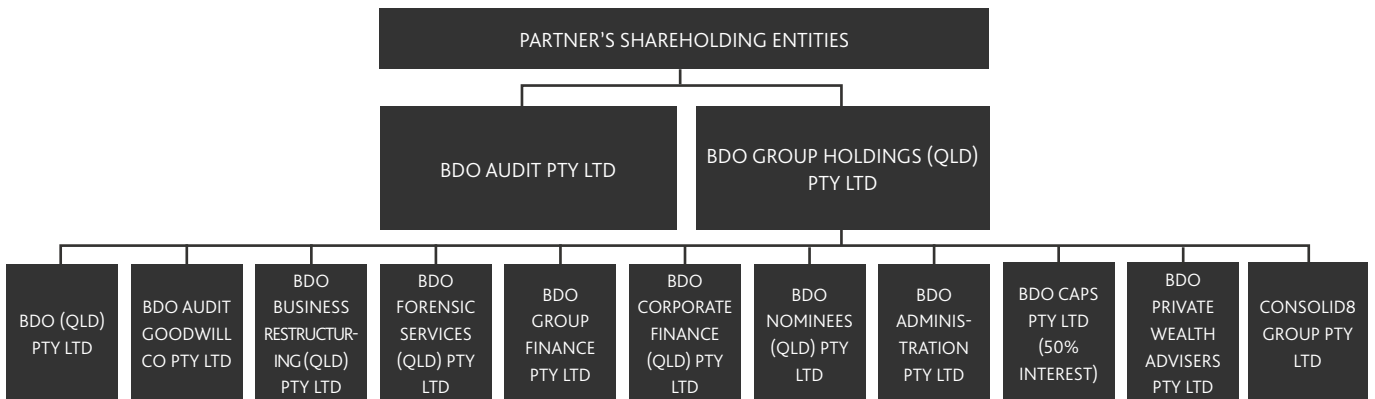 PARTNER’S SHAREHOLDING ENTITIES
BDO AUDIT PTY LTD
BDO GROUP HOLDINGS (QLD)
PTY LTD
BDO (QLD)
PTY LTD
BDO AUDIT
GOODWILL
CO PTY LTD
BDO
BUSINESS
RESTRUCTUR-
ING (QLD)
PTY LTD
BDO
FORENSIC
SERVICES
(QLD) PTY
LTD
BDO
GROUP
FINANCE
PTY LTD
BDO
CORPORATE
FINANCE
(QLD) PTY
LTD
BDO
NOMINEES
(QLD) PTY
LTD
BDO
ADMINIS-
TRATION
PTY LTD
BDO CAPS
PTY LTD
(50%
INTEREST)
BDO
PRIVATE
WEALTH
ADVISERS
PTY LTD
CONSOLID8
GROUP PTY
LTD